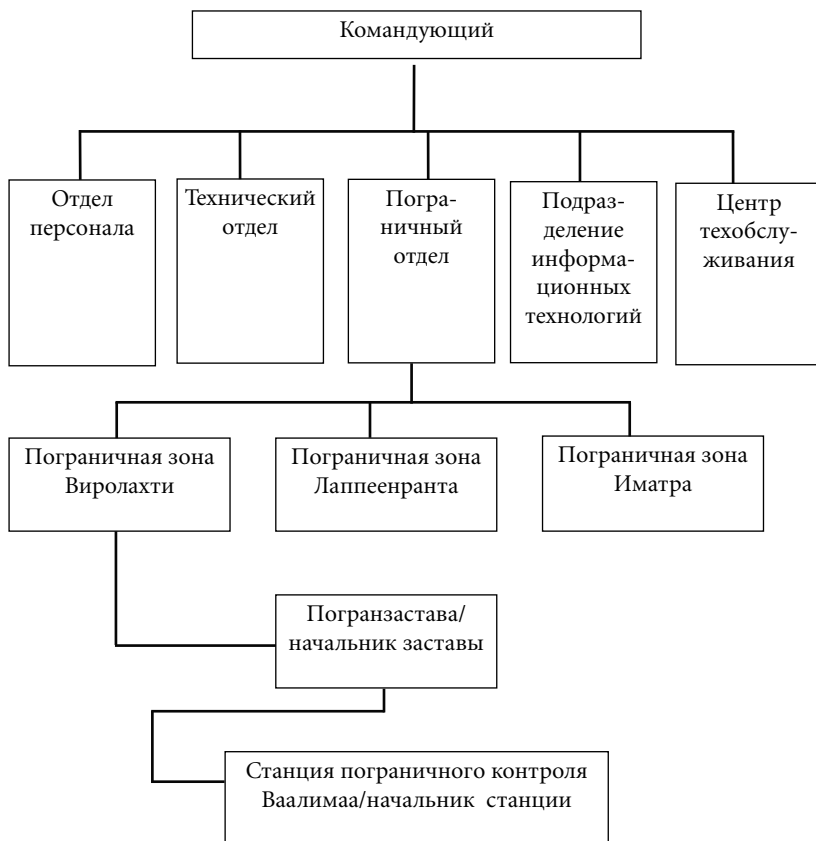 Командующий
Отдел
персонала
Технический
отдел
Погра-
ничный
отдел
Подраз-
деление
информа-
ционных
технологий
Центр
техобслу-
живания
Пограничная зона
Виролахти
Пограничная зона
Лаппеенранта
Пограничная зона
Иматра
Погранзастава/
начальник заставы
Станция пограничного контроля
Ваалимаа/начальник станции